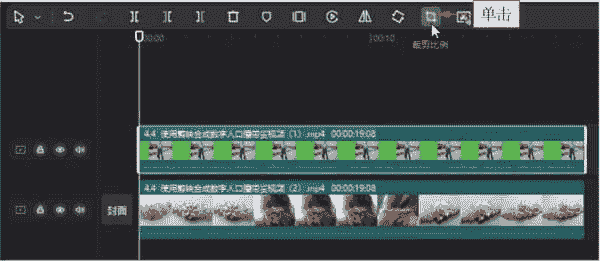 单击
00:00
00:10
裁剪比例
4.4 使用剪映合成数字人口播带货视频（1）.mp4 00:00:19:08
4.4 使用剪映合成数字人口播带货视频（2）.mp4 00:00:19:08
封面